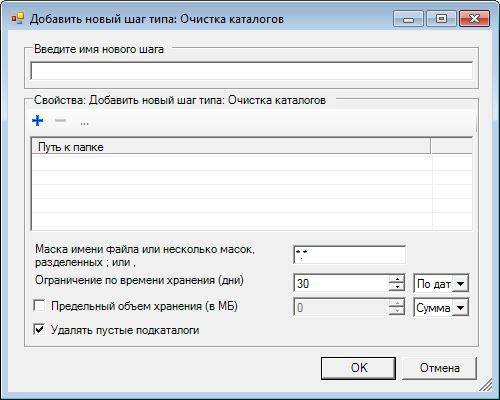 Добавить новый шаг типа: Очистка каталогов
Введите имя нового шага
Свойства: Добавить новый шаг типа: Очистка каталогов
...
Путь к папке
Маска имени файла или несколько масок,
разделенных ; или ,
*.*
Ограничение по времени хранения (дни)
30
По дат
Предельный объем хранения (в МБ)
0
Сумма
Удалять пустые подкаталоги
OK
Отмена